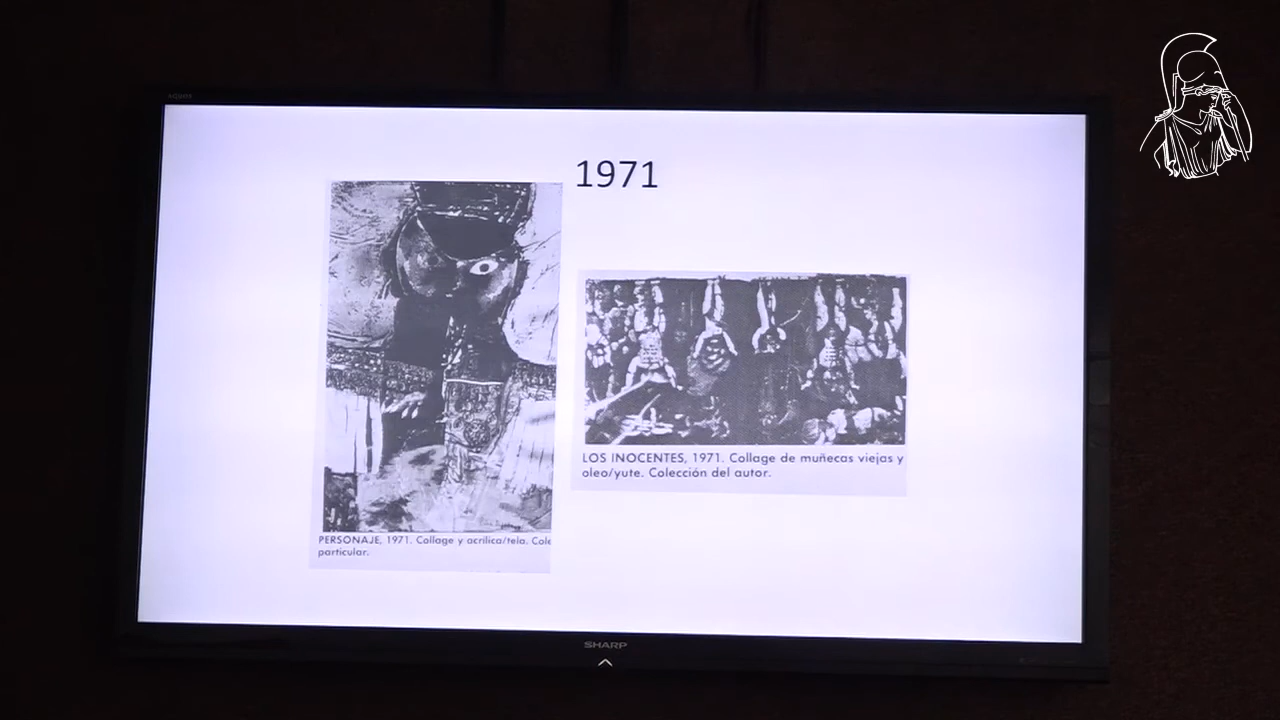 1971
PERSONAJE, 1971. Collage y acrílica/tela. Cole
particular.
LOS INOCENTES, 1971. Collage de muñecas viejas y
oleo/yute. Colección del autor.
SHARP